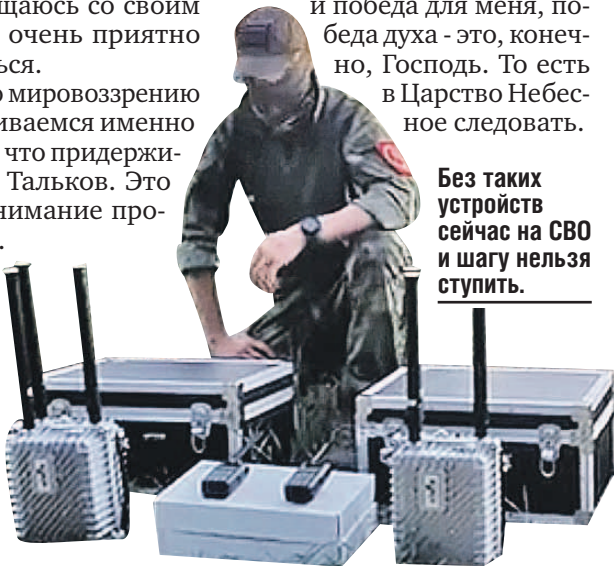 щаюсь со своим
очень приятно
ься.
о мировоззрению
иваемся именно
что придержи-
Тальков. Это
нимание про-
.
и победа для меня, по-
беда духа - это, конеч-
но, Господь. То есть
в Царство Небес-
ное следовать.
Без таких
устройств
сейчас на СВО
и шагу нельзя
ступить.